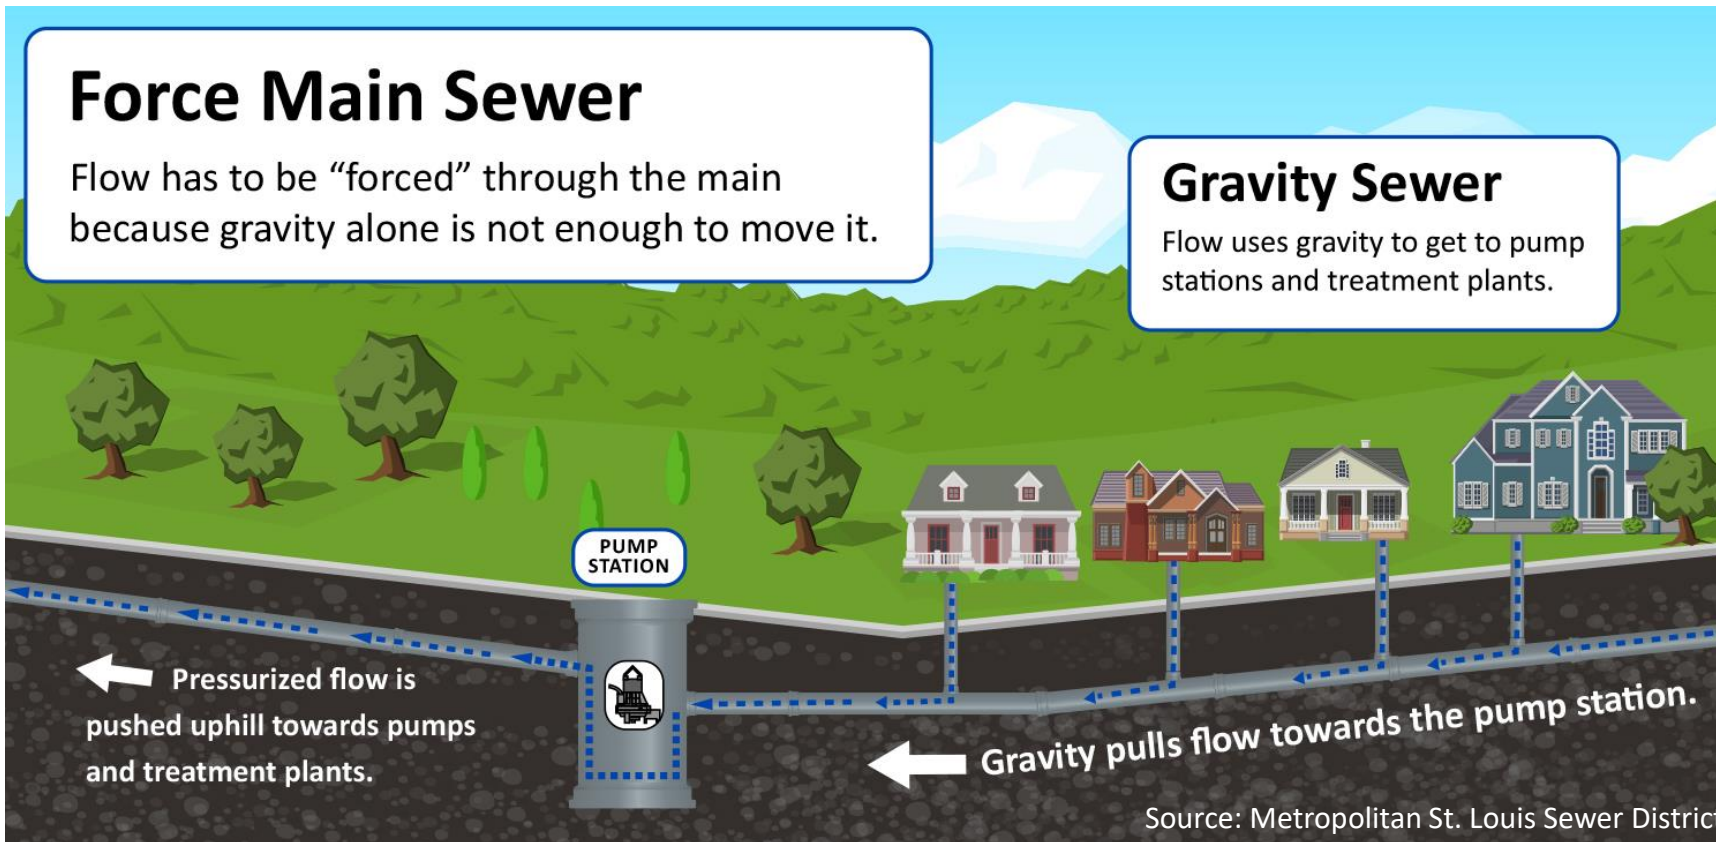 Force Main Sewer
Flow has to be “forced” through the main
because gravity alone is not enough to move it.
Gravity Sewer
Flow uses gravity to get to pump
stations and treatment plants.
PUMP
STATION
Pressurized flow is
pushed uphill towards pumps
and treatment plants.
Gravity pulls flow towards the pump station.
Source: Metropolitan St. Louis Sewer District